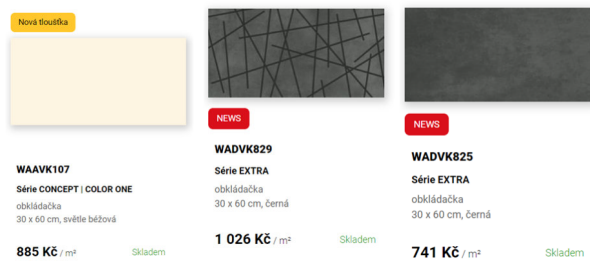 Nová tloušťka
WAAVK107
Série CONCEPT | COLOR ONE
obkládačka
30 x 60 cm, světle béžová
885 Kč / m²
Skladem
NEWS
WADVK829
Série EXTRA
obkládačka
30 x 60 cm, černá
1 026 Kč / m²
Skladem
NEWS
WADVK825
Série EXTRA
obkládačka
30 x 60 cm, černá
741 Kč / m²
Skladem